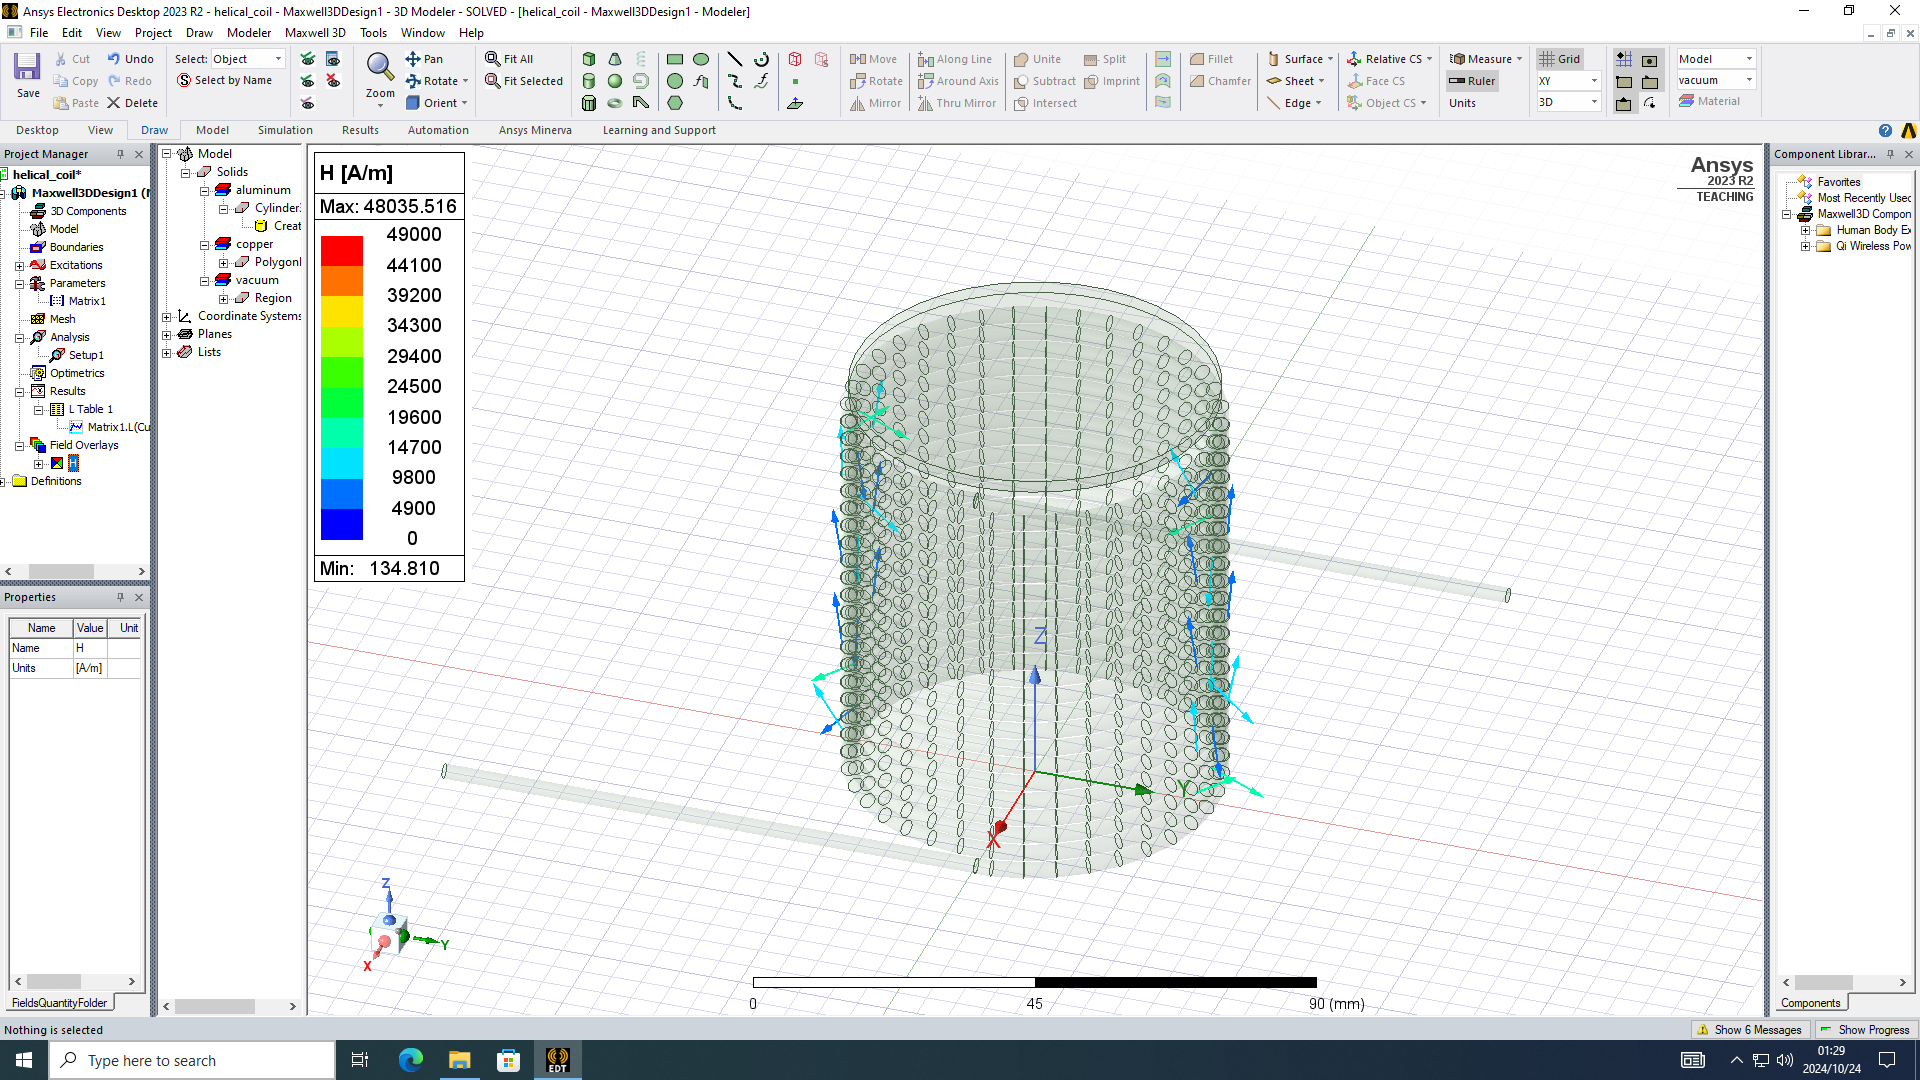 Ansys Electronics Desktop 2023 R2 - helical_coil - Maxwell3DDesign1 - 3D Modeler - SOLVED - [helical_coil - Maxwell3DDesign1 - Modeler]
File Edit View Project Draw Modeler Maxwell 3D Tools Window Help
Save
Cut Undo
Copy Redo
Paste Delete
Select: Object
Select by Name
Zoom
Pan
Rotate
Orient
Fit All
Fit Selected
Move Along Line
Rotate Around Axis
Mirror Thru Mirror
Unite Split
Subtract Imprint
Intersect
Fillet
Chamfer
Surface
Sheet
Edge
Relative CS
Face CS
Object CS
Measure
Ruler
Units
Grid
XY
3D
Model
vacuum
Material
Desktop View Draw Model Simulation Results Automation Ansys Minerva Learning and Support
Project Manager
helical_coil*
Maxwell3DDesign1 (
3D Components
Model
Boundaries
Excitations
Parameters
Matrix1
Mesh
Analysis
Setup1
Optimetrics
Results
L Table 1
Matrix1.L(Cu
Field Overlays
H
Definitions
Properties
Name Value Unit
Name H
Units [A/m]
FieldsQuantityFolder
Model
Solids
aluminum
Cylinder
Creat
copper
Polygon
vacuum
Region
Coordinate Systems
Planes
Lists
H [A/m]
Max: 48035.516
49000
44100
39200
34300
29400
24500
19600
14700
9800
4900
0
Min: 134.810
Ansys
2023 R2
TEACHING
Z
Y
X
Z
Y
X
0 45 90 (mm)
Component Librar...
Favorites
Most Recently Used
Maxwell3D Compon
Human Body Ex
Qi Wireless Pow
Components
Nothing is selected
Show 6 Messages
Show Progress
Type here to search
EDT
01:29
2024/10/24